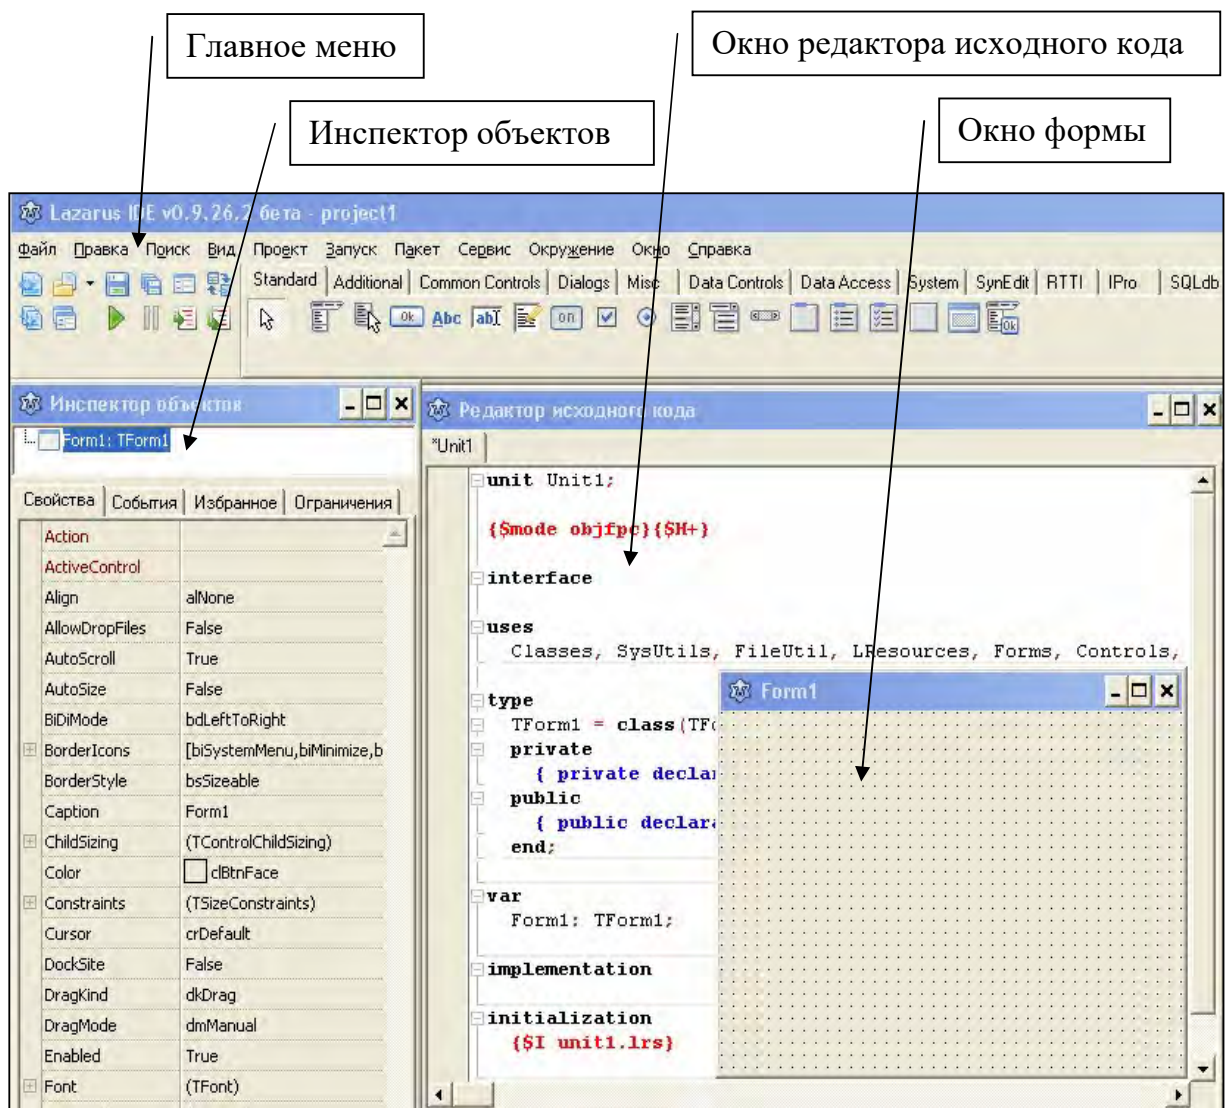 Главное меню
Окно редактора исходного кода
Инспектор объектов
Окно формы
Lazarus IDE v0.9.26.2 бета - project1
Файл Правка Поиск Вид Проект Запуск Пакет Сервис Окружение Окно Справка
Standard Additional Common Controls Dialogs Misc Data Controls Data Access System SynEdit RTTI IPro SQLdb
Ok Abc abI on Ok
Инспектор объектов
Form1: TForm1
Свойства События Избранное Ограничения
Action
ActiveControl
Align alNone
AllowDropFiles False
AutoScroll True
AutoSize False
BiDiMode bdLeftToRight
BorderIcons [biSystemMenu,biMinimize,b
BorderStyle bsSizeable
Caption Form1
ChildSizing (TControlChildSizing)
Color clBtnFace
Constraints (TSizeConstraints)
Cursor crDefault
DockSite False
DragKind dkDrag
DragMode dmManual
Enabled True
Font (TFont)
Редактор исходного кода
*Unit1
unit Unit1;
{$mode objfpc}{$H+}
interface
uses
Classes, SysUtils, FileUtil, LResources, Forms, Controls,
type
TForm1 = class(TFo
private
{ private declar
public
{ public declara
end;
var
Form1: TForm1;
implementation
initialization
{$I unit1.lrs}
Form1